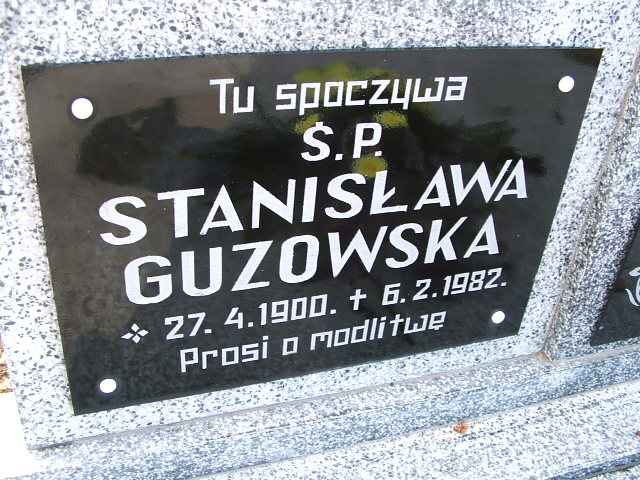 Tu spoczywa
Ś.P.
STANISŁAWA
GUZOWSKA
27.4.1900. ✝ 6.2.1982.
Prosi o modlitwę